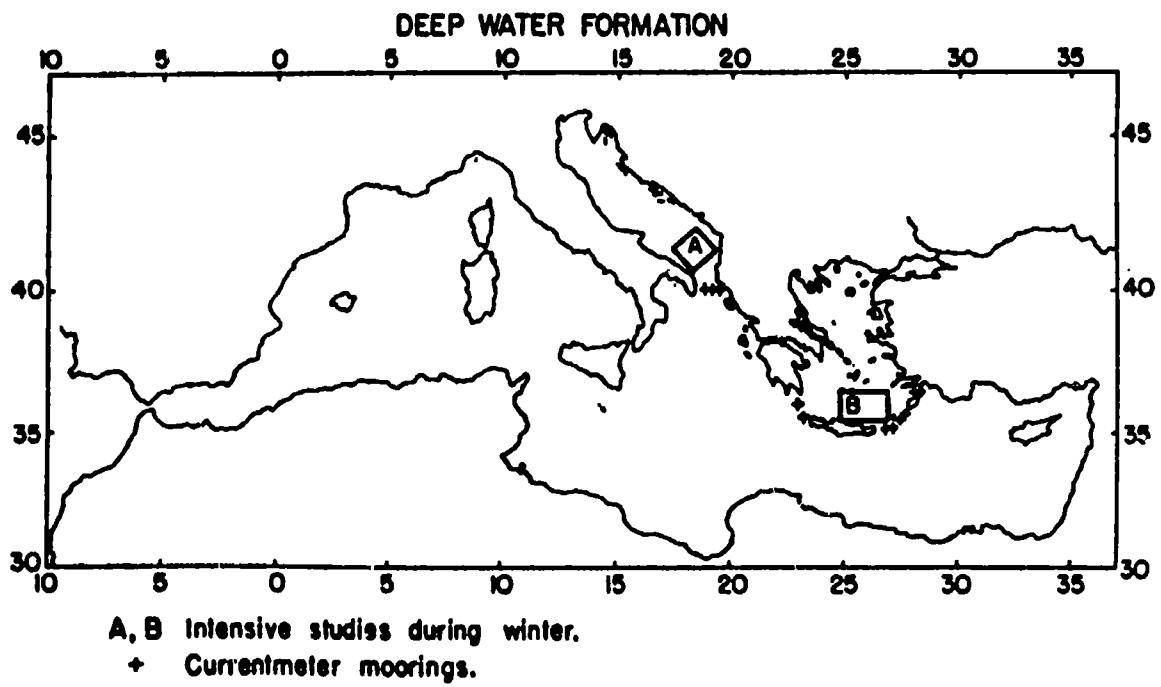 DEEP WATER FORMATION
10 5 0 5 10 15 20 25 30 35
45 45
A
40 40
B
35 35
30 30
10 5 0 5 10 15 20 25 30 35
A, B Intensive studies during winter.
+ Currentmeter moorings.